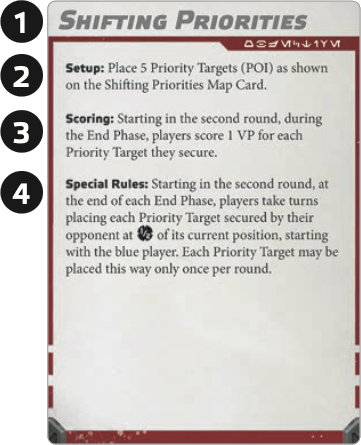 1
SHIFTING PRIORITIES
2
Setup: Place 5 Priority Targets (POI) as shown
on the Shifting Priorities Map Card.
3
Scoring: Starting in the second round, during
the End Phase, players score 1 VP for each
Priority Target they secure.
4
Special Rules: Starting in the second round, at
the end of each End Phase, players take turns
placing each Priority Target secured by their
opponent at ½ of its current position, starting
with the blue player. Each Priority Target may be
placed this way only once per round.